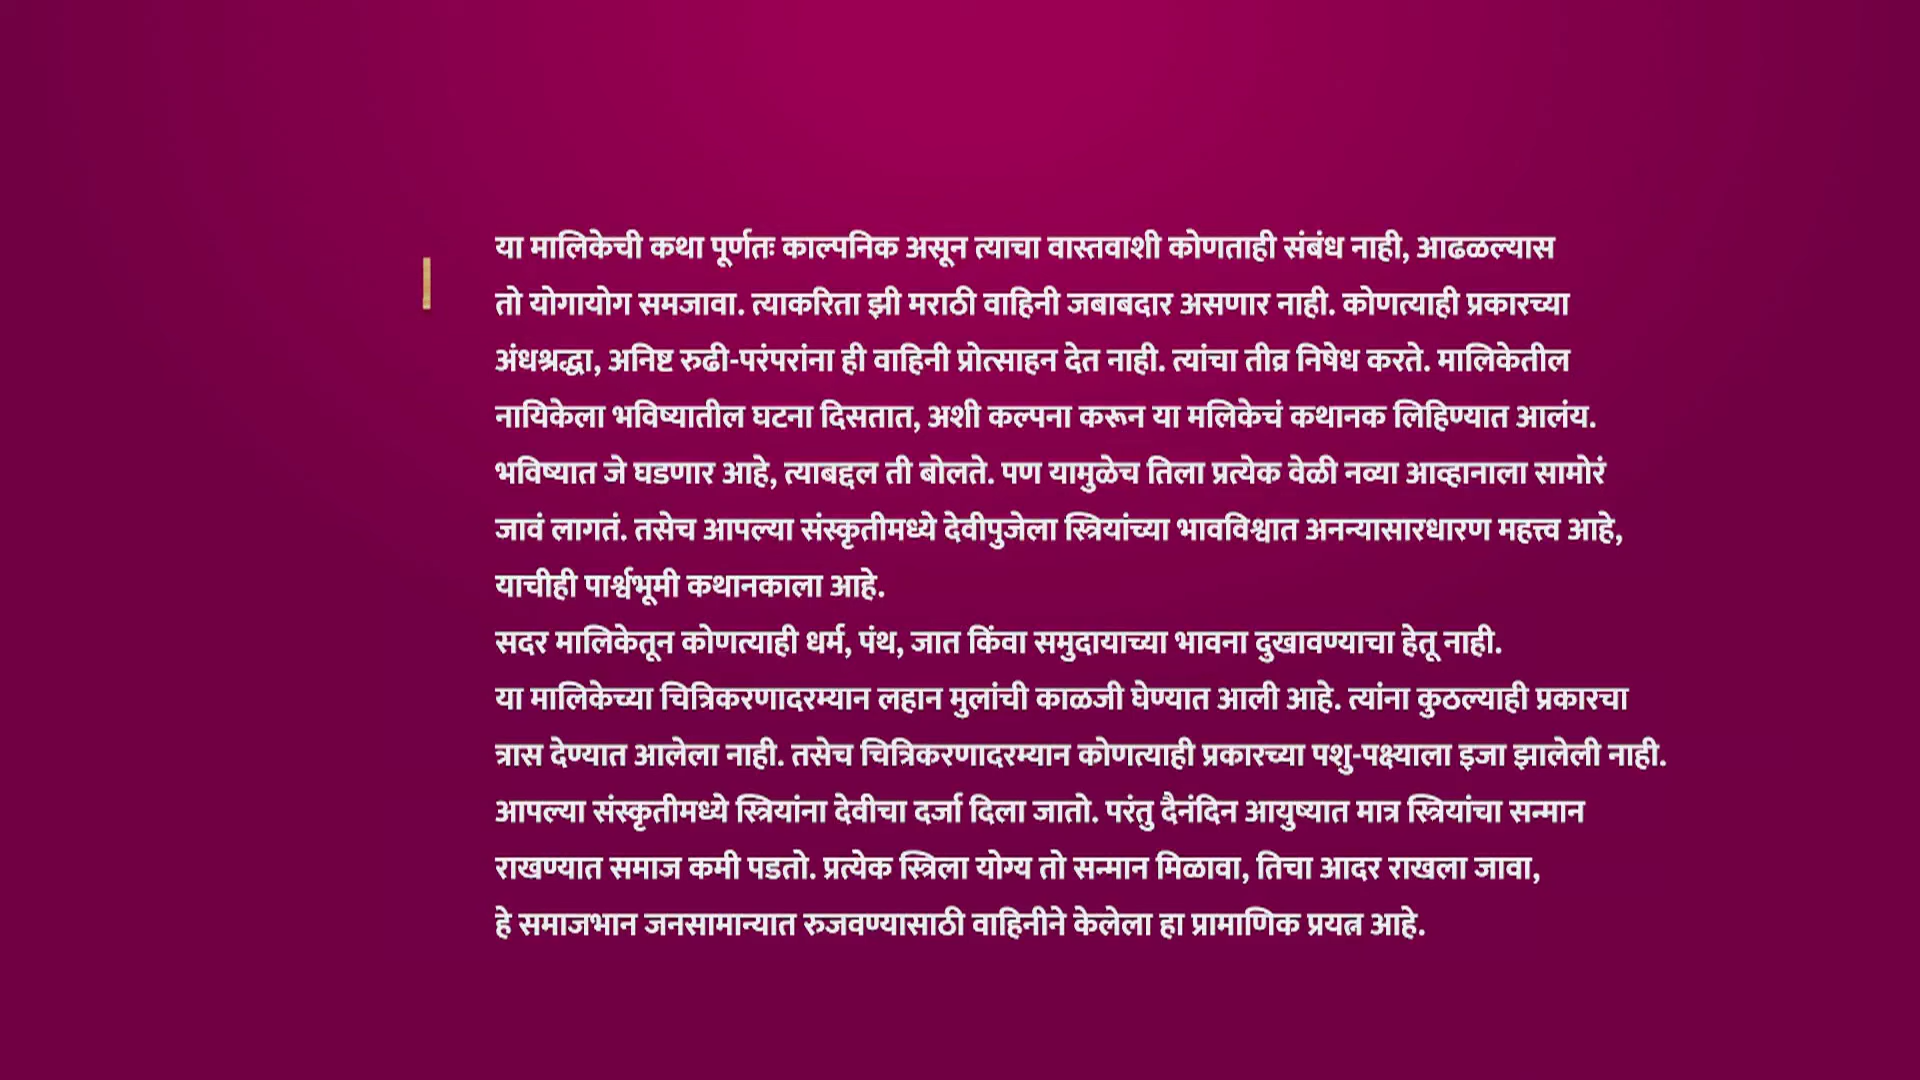 या मालिकेची कथा पूर्णतः काल्पनिक असून त्याचा वास्तवाशी कोणताही संबंध नाही, आढळल्यास
तो योगायोग समजावा. त्याकरिता झी मराठी वाहिनी जबाबदार असणार नाही. कोणत्याही प्रकारच्या
अंधश्रद्धा, अनिष्ट रुढी-परंपरांना ही वाहिनी प्रोत्साहन देत नाही. त्यांचा तीव्र निषेध करते. मालिकेतील
नायिकेला भविष्यातील घटना दिसतात, अशी कल्पना करून या मलिकेचं कथानक लिहिण्यात आलंय.
भविष्यात जे घडणार आहे, त्याबद्दल ती बोलते. पण यामुळेच तिला प्रत्येक वेळी नव्या आव्हानाला सामोरं
जावं लागतं. तसेच आपल्या संस्कृतीमध्ये देवीपुजेला स्त्रियांच्या भावविश्वात अनन्यासारधारण महत्त्व आहे,
याचीही पार्श्वभूमी कथानकाला आहे.
सदर मालिकेतून कोणत्याही धर्म, पंथ, जात किंवा समुदायाच्या भावना दुखावण्याचा हेतू नाही.
या मालिकेच्या चित्रिकरणादरम्यान लहान मुलांची काळजी घेण्यात आली आहे. त्यांना कुठल्याही प्रकारचा
त्रास देण्यात आलेला नाही. तसेच चित्रिकरणादरम्यान कोणत्याही प्रकारच्या पशु-पक्ष्याला इजा झालेली नाही.
आपल्या संस्कृतीमध्ये स्त्रियांना देवीचा दर्जा दिला जातो. परंतु दैनंदिन आयुष्यात मात्र स्त्रियांचा सन्मान
राखण्यात समाज कमी पडतो. प्रत्येक स्त्रिला योग्य तो सन्मान मिळावा, तिचा आदर राखला जावा,
हे समाजभान जनसामान्यात रुजवण्यासाठी वाहिनीने केलेला हा प्रामाणिक प्रयत्न आहे.